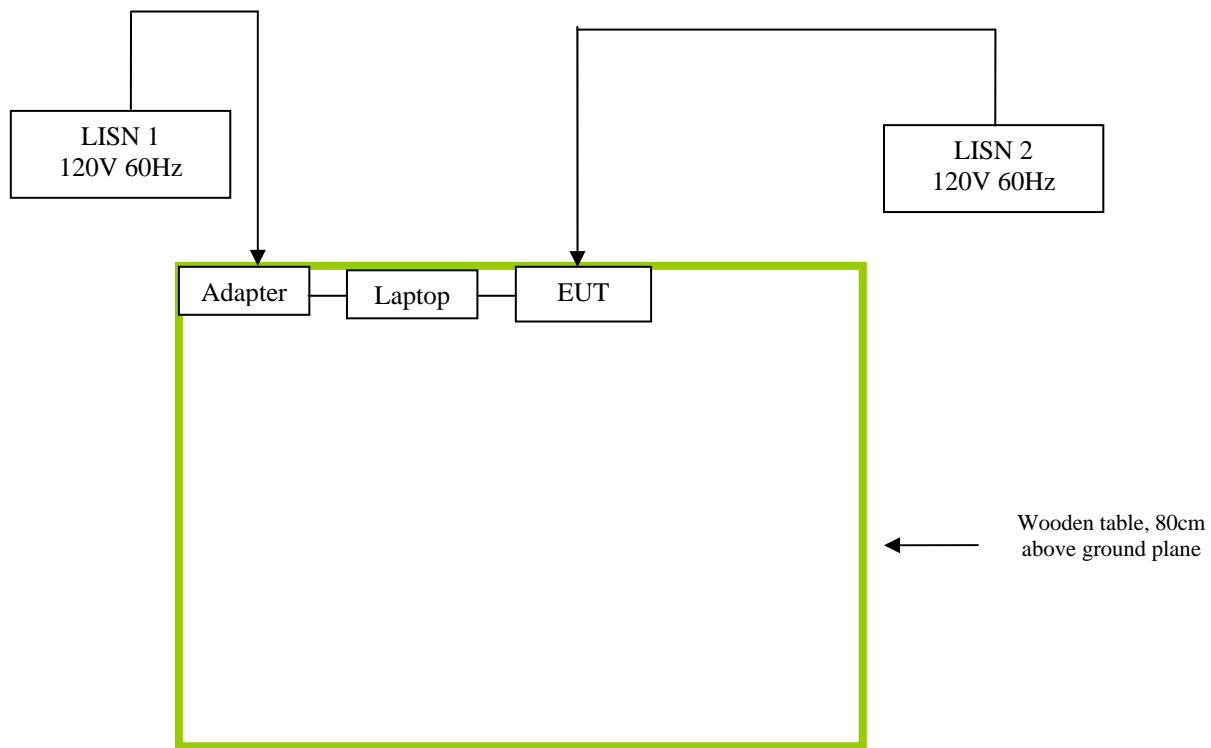 LISN 1
120V 60Hz
LISN 2
120V 60Hz
Adapter
Laptop
EUT
Wooden table, 80cm
above ground plane